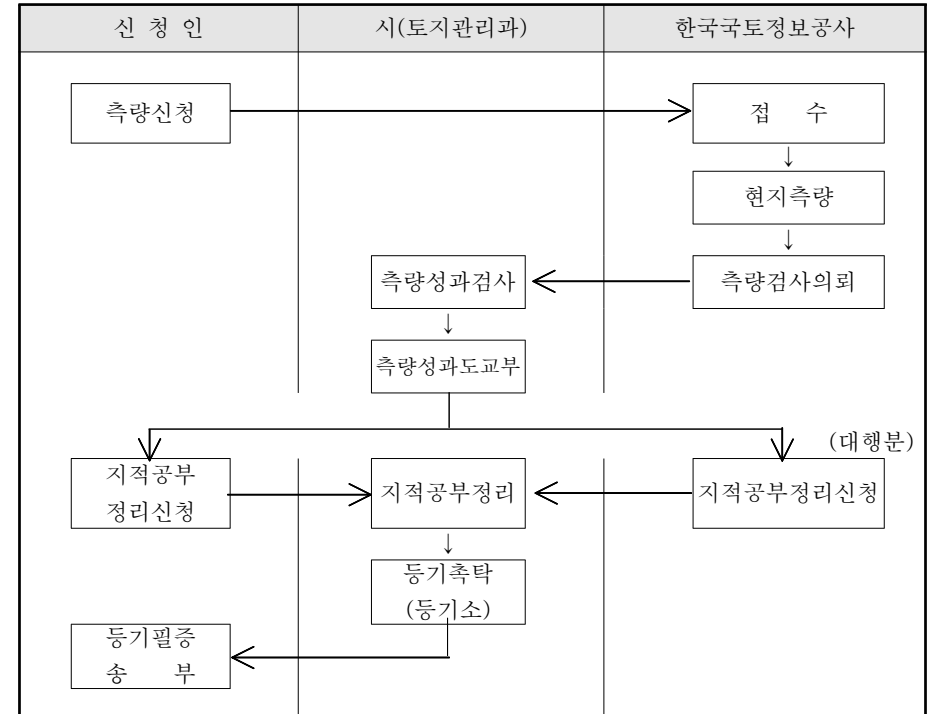 신 청 인
시(토지관리과)
한국국토정보공사
측량신청
접 수
↓
현지측량
↓
측량성과검사
측량검사의뢰
↓
측량성과도교부
(대행분)
지적공부
정리신청
지적공부정리
지적공부정리신청
↓
등기촉탁
(등기소)
등기필증
송 부